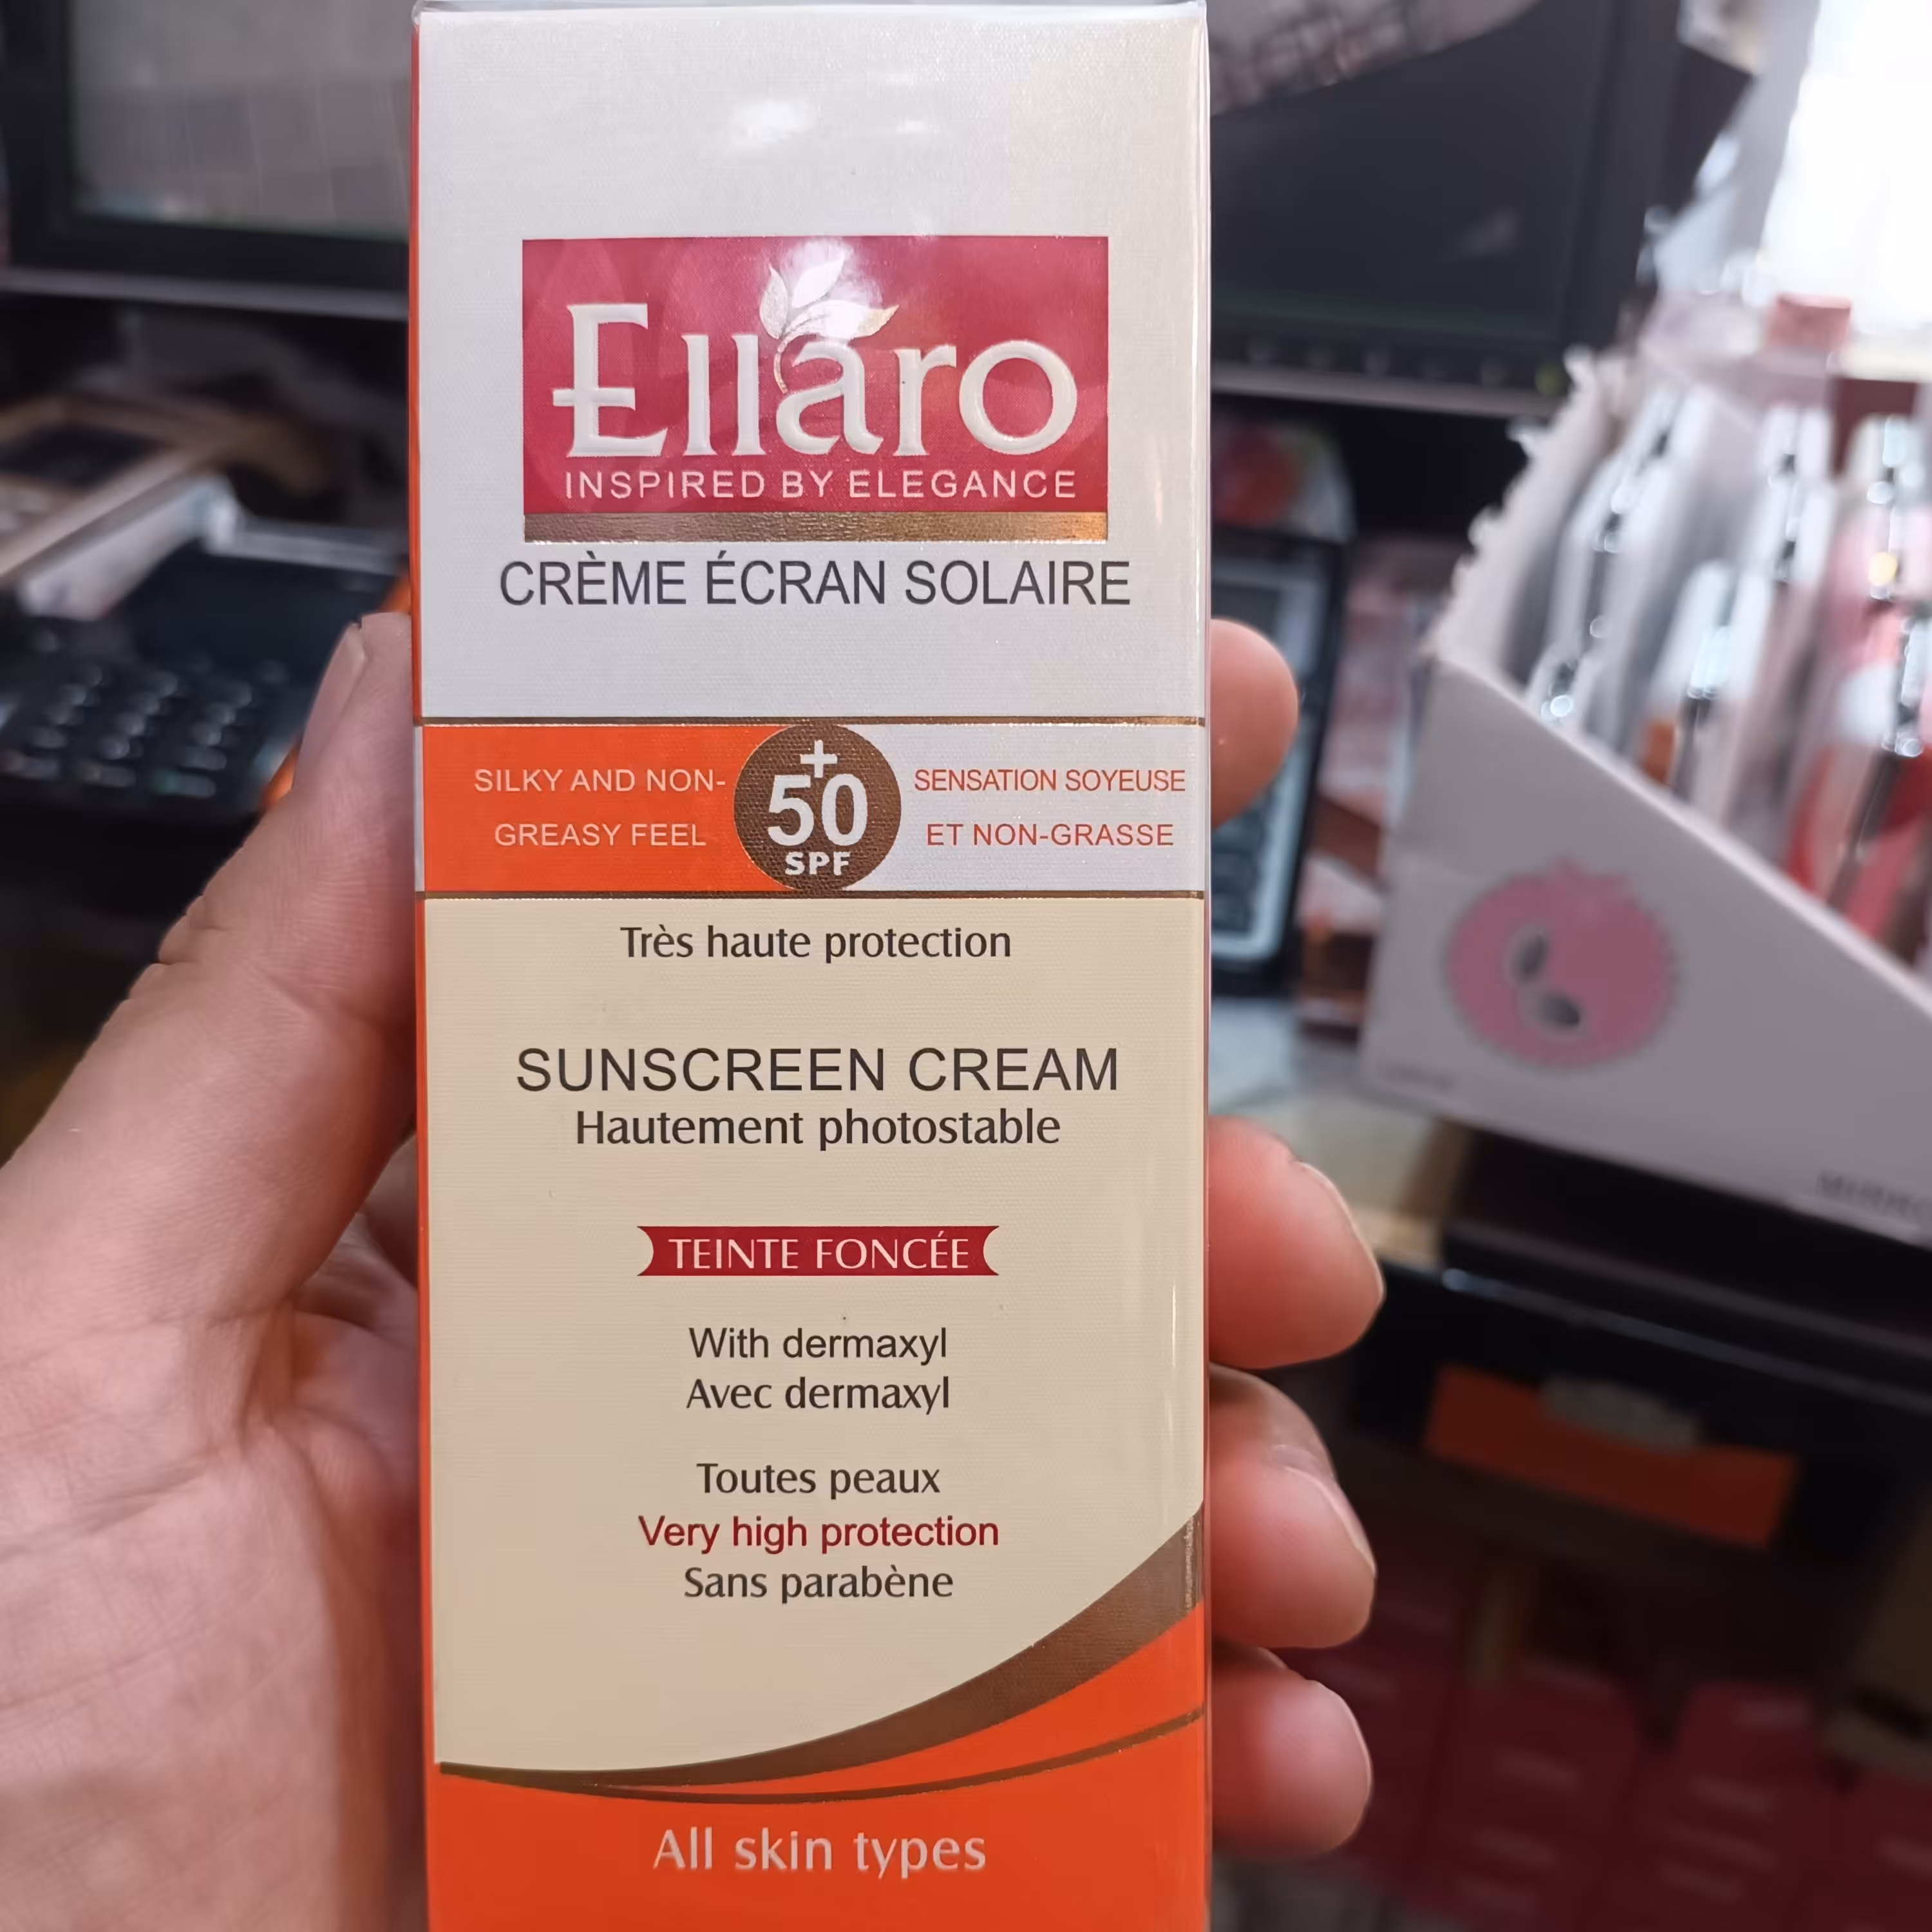 Ellaro
INSPIRED BY ELEGANCE
CRÈME ÉCRAN SOLAIRE
SILKY AND NON-
GREASY FEEL
+
50
SPF
SENSATION SOYEUSE
ET NON-GRASSE
Très haute protection
SUNSCREEN CREAM
Hautement photostable
TEINTE FONCÉE
With dermaxyl
Avec dermaxyl
Toutes peaux
Very high protection
Sans parabène
All skin types